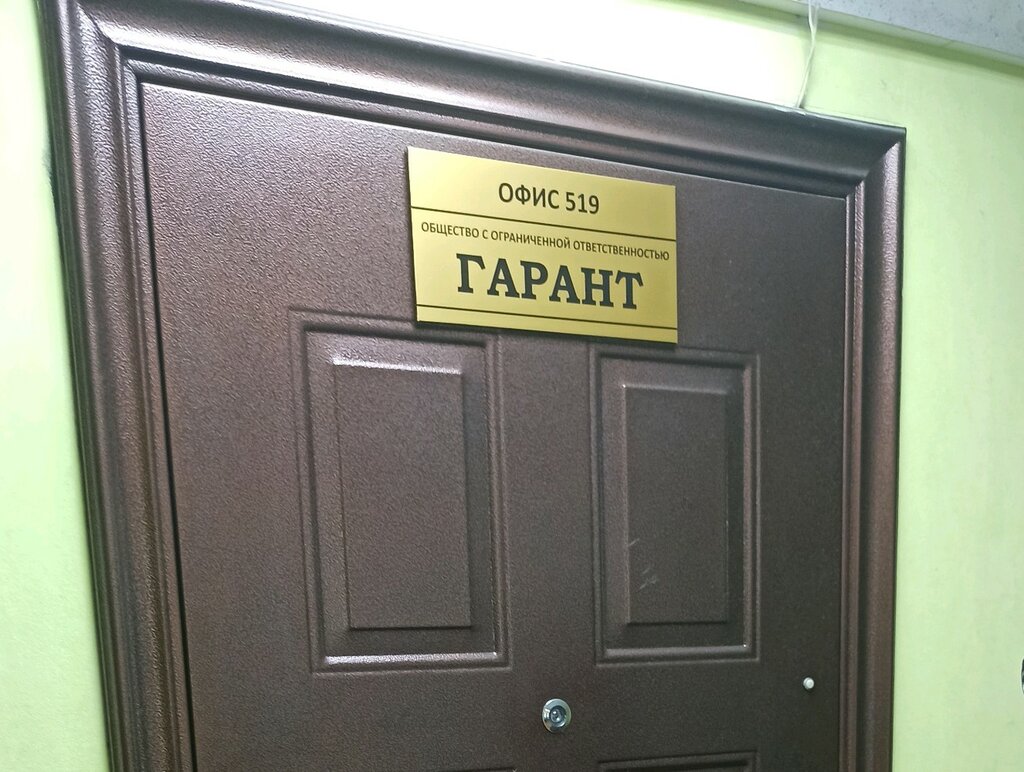 ОФИС 519
ОБЩЕСТВО С ОГРАНИЧЕННОЙ ОТВЕТСТВЕННОСТЬЮ
ГАРАНТ